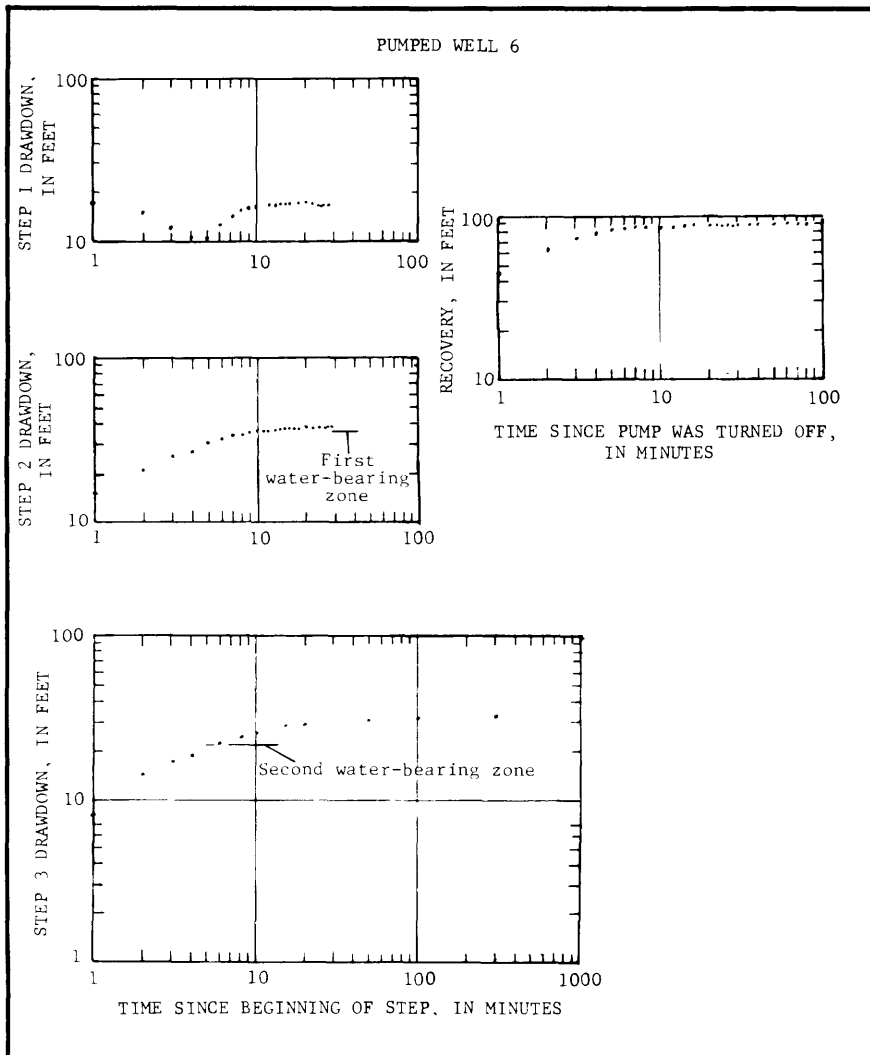 PUMPED WELL 6
STEP 1 DRAWDOWN,
IN FEET
100
10
1
10
100
STEP 2 DRAWDOWN,
IN FEET
100
10
First
water-bearing
zone
1
10
100
RECOVERY, IN FEET
100
10
1
10
100
TIME SINCE PUMP WAS TURNED OFF,
IN MINUTES
STEP 3 DRAWDOWN, IN FEET
100
10
1
Second water-bearing zone
1
10
100
1000
TIME SINCE BEGINNING OF STEP, IN MINUTES